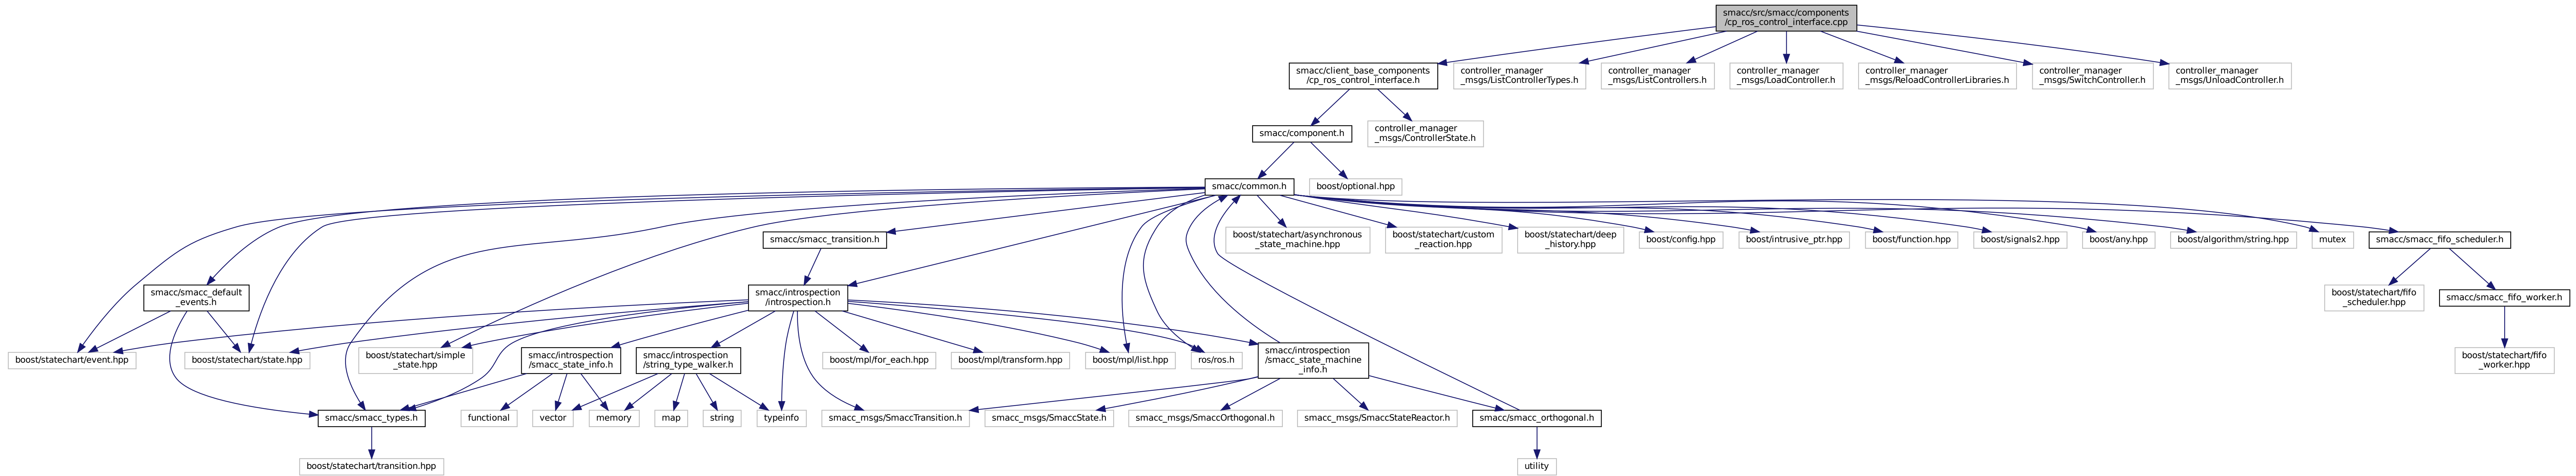 smacc/src/smacc/components
/cp_ros_control_interface.cpp
smacc/client_base_components
/cp_ros_control_interface.h
controller_manager
_msgs/ListControllerTypes.h
controller_manager
_msgs/ListControllers.h
controller_manager
_msgs/LoadController.h
controller_manager
_msgs/ReloadControllerLibraries.h
controller_manager
_msgs/SwitchController.h
controller_manager
_msgs/UnloadController.h
smacc/component.h
controller_manager
_msgs/ControllerState.h
smacc/common.h
boost/optional.hpp
smacc/smacc_transition.h
boost/statechart/asynchronous
_state_machine.hpp
boost/statechart/custom
_reaction.hpp
boost/statechart/deep
_history.hpp
boost/config.hpp
boost/intrusive_ptr.hpp
boost/function.hpp
boost/signals2.hpp
boost/any.hpp
boost/algorithm/string.hpp
mutex
smacc/smacc_fifo_scheduler.h
smacc/smacc_default
_events.h
smacc/introspection
/introspection.h
boost/statechart/fifo
_scheduler.hpp
smacc/smacc_fifo_worker.h
boost/statechart/event.hpp
boost/statechart/state.hpp
boost/statechart/simple
_state.hpp
smacc/introspection
/smacc_state_info.h
smacc/introspection
/string_type_walker.h
boost/mpl/for_each.hpp
boost/mpl/transform.hpp
boost/mpl/list.hpp
ros/ros.h
smacc/introspection
/smacc_state_machine
_info.h
boost/statechart/fifo
_worker.hpp
smacc/smacc_types.h
functional
vector
memory
map
string
typeinfo
smacc_msgs/SmaccTransition.h
smacc_msgs/SmaccState.h
smacc_msgs/SmaccOrthogonal.h
smacc_msgs/SmaccStateReactor.h
smacc/smacc_orthogonal.h
boost/statechart/transition.hpp
utility